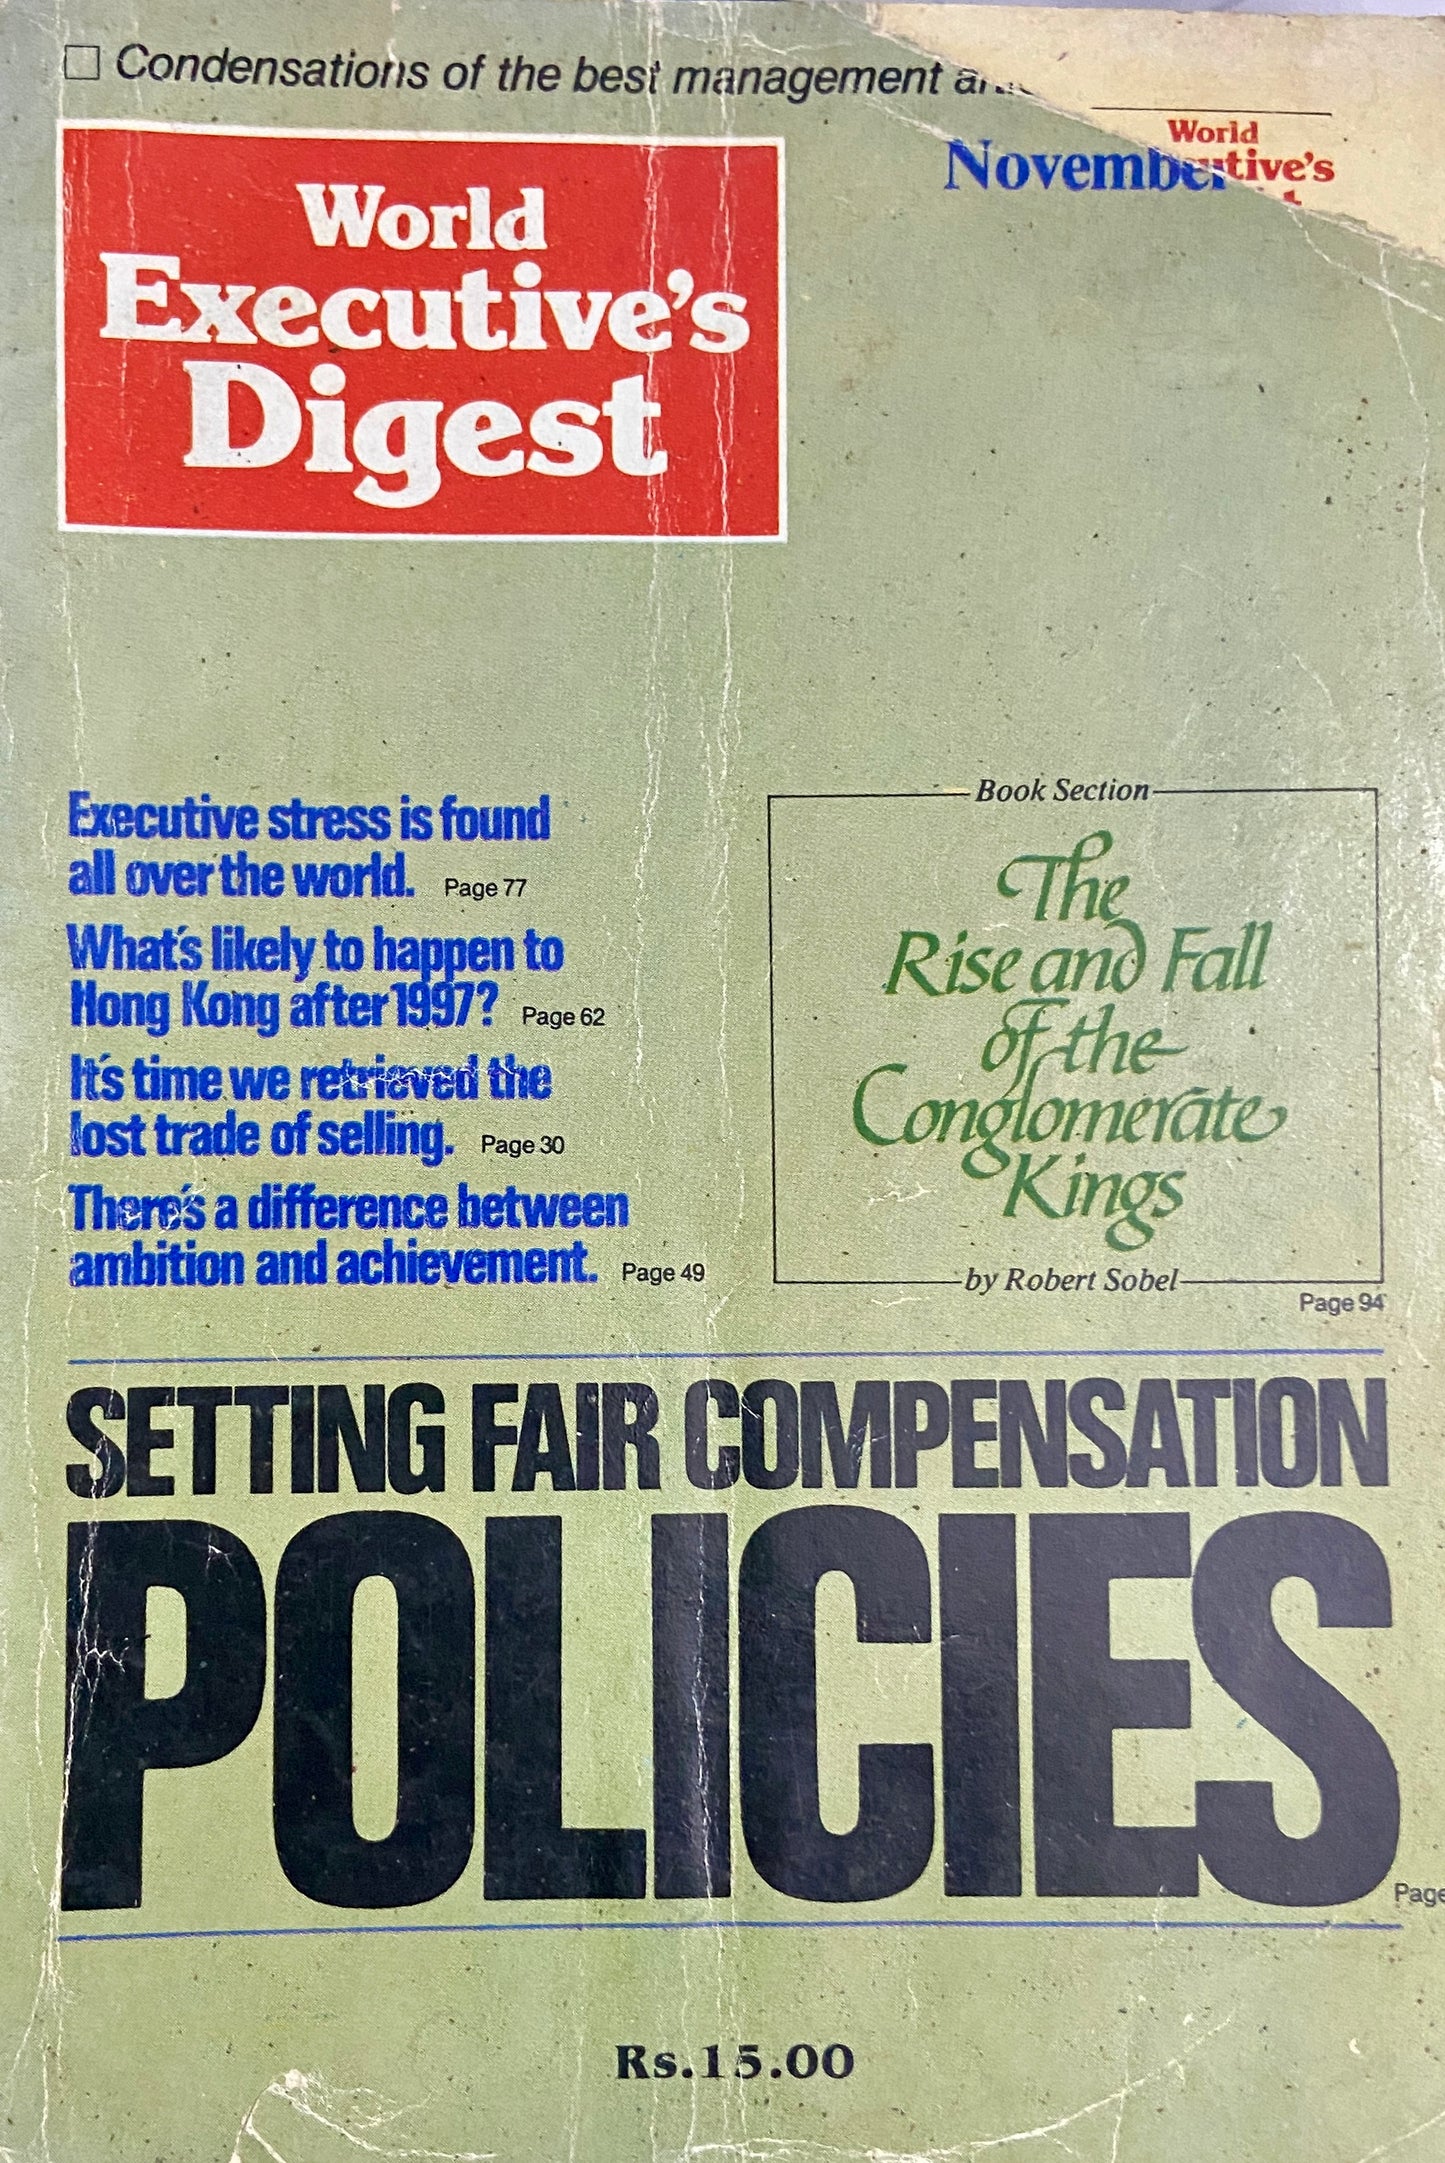 Condensations of the best management
World
tive's
November
World
Executive's
Digest
Executive stress is found
all over the world. Page 77
What's likely to happen to
Hong Kong after 1997? Page 62
It's time we retrieved the
lost trade of selling. Page 30
There's a difference between
ambition and achievement. Page 49
Book Section
The
Rise and Fall
of the
Conglomerate
Kings
by Robert Sobel
Page 94
SETTING FAIR COMPENSATION
POLICIES
Page
Rs.15.00